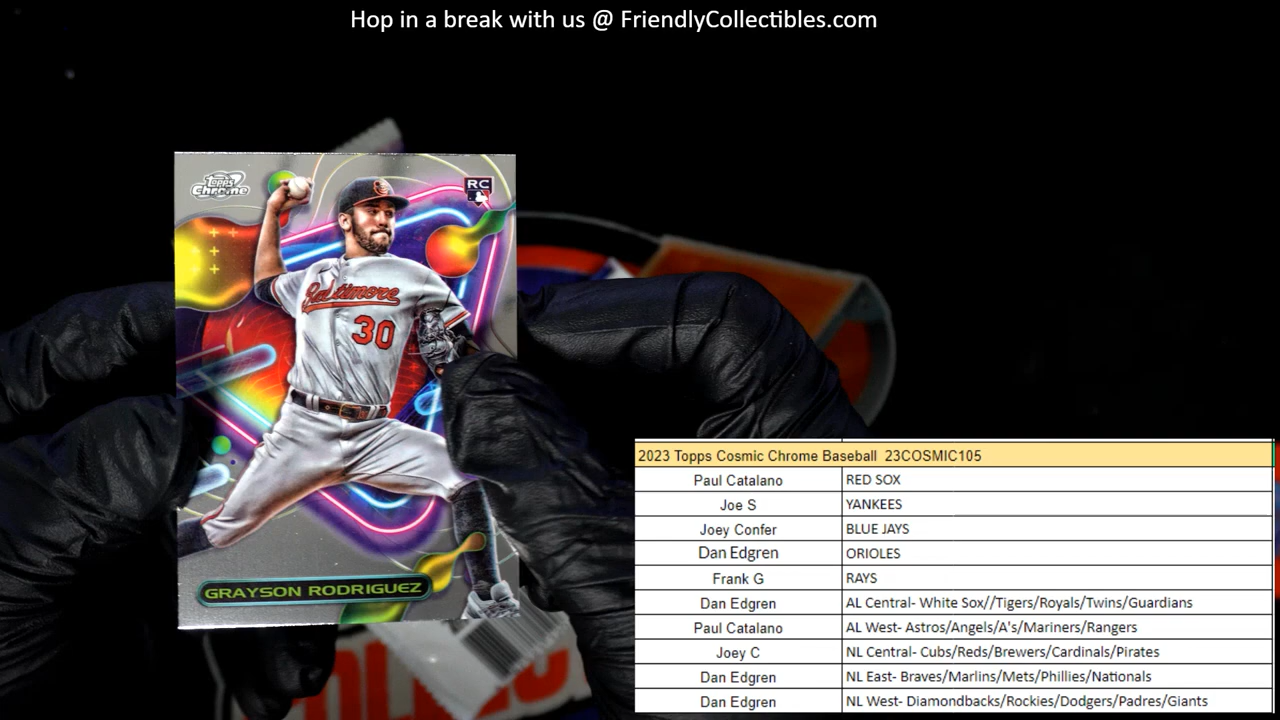 Hop in a break with us @ FriendlyCollectibles.com
Topps
Chrome
RC
Baltimore
30
GRAYSON RODRIGUEZ
2023 Topps Cosmic Chrome Baseball 23COSMIC105
Paul Catalano RED SOX
Joe S YANKEES
Joey Confer BLUE JAYS
Dan Edgren ORIOLES
Frank G RAYS
Dan Edgren AL Central- White Sox//Tigers/Royals/Twins/Guardians
Paul Catalano AL West- Astros/Angels/A's/Mariners/Rangers
Joey C NL Central- Cubs/Reds/Brewers/Cardinals/Pirates
Dan Edgren NL East- Braves/Marlins/Mets/Phillies/Nationals
Dan Edgren NL West- Diamondbacks/Rockies/Dodgers/Padres/Giants